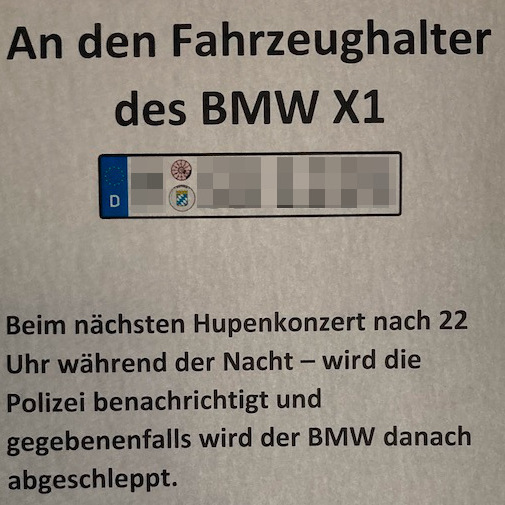 An den Fahrzeughalter
des BMW X1
D
Beim nächsten Hupenkonzert nach 22
Uhr während der Nacht – wird die
Polizei benachrichtigt und
gegebenenfalls wird der BMW danach
abgeschleppt.